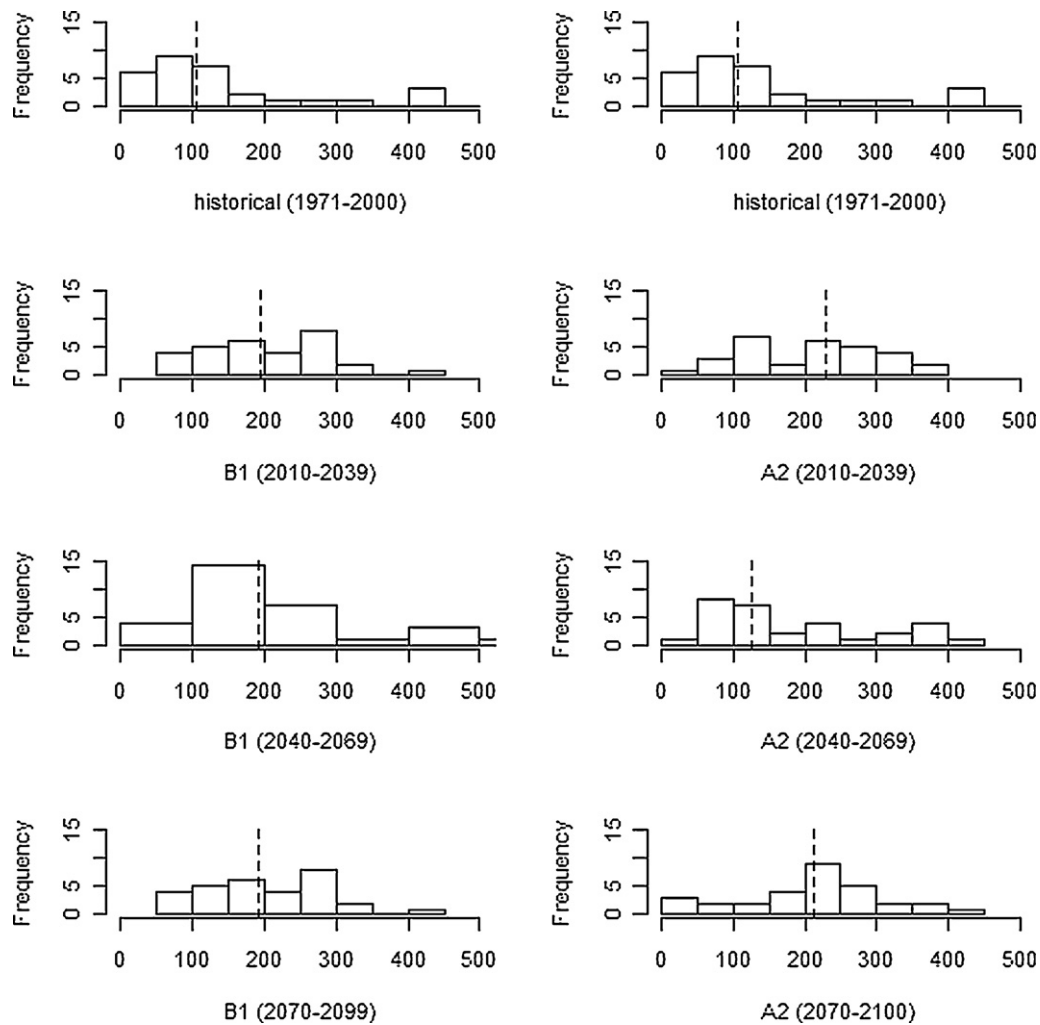 Frequency
0 5 15
0 100 200 300 400 500
historical (1971-2000)
Frequency
0 5 15
0 100 200 300 400 500
historical (1971-2000)
Frequency
0 5 15
0 100 200 300 400 500
B1 (2010-2039)
Frequency
0 5 15
0 100 200 300 400 500
A2 (2010-2039)
Frequency
0 5 15
0 100 200 300 400 500
B1 (2040-2069)
Frequency
0 5 15
0 100 200 300 400 500
A2 (2040-2069)
Frequency
0 5 15
0 100 200 300 400 500
B1 (2070-2099)
Frequency
0 5 15
0 100 200 300 400 500
A2 (2070-2100)